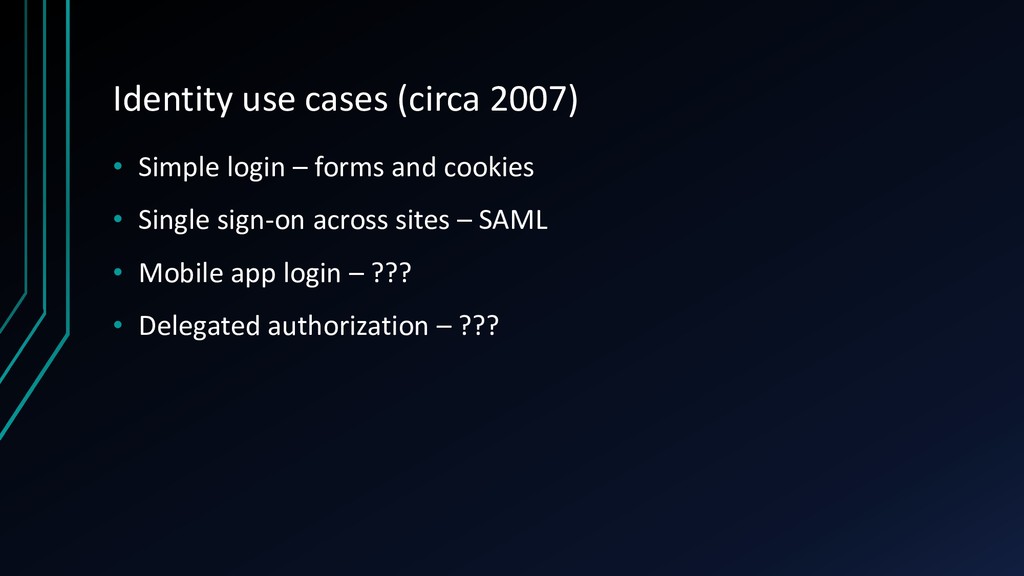 Identity use cases (circa 2007)
• Simple login – forms and cookies
• Single sign-on across sites – SAML
• Mobile app login – ???
• Delegated authorization – ???